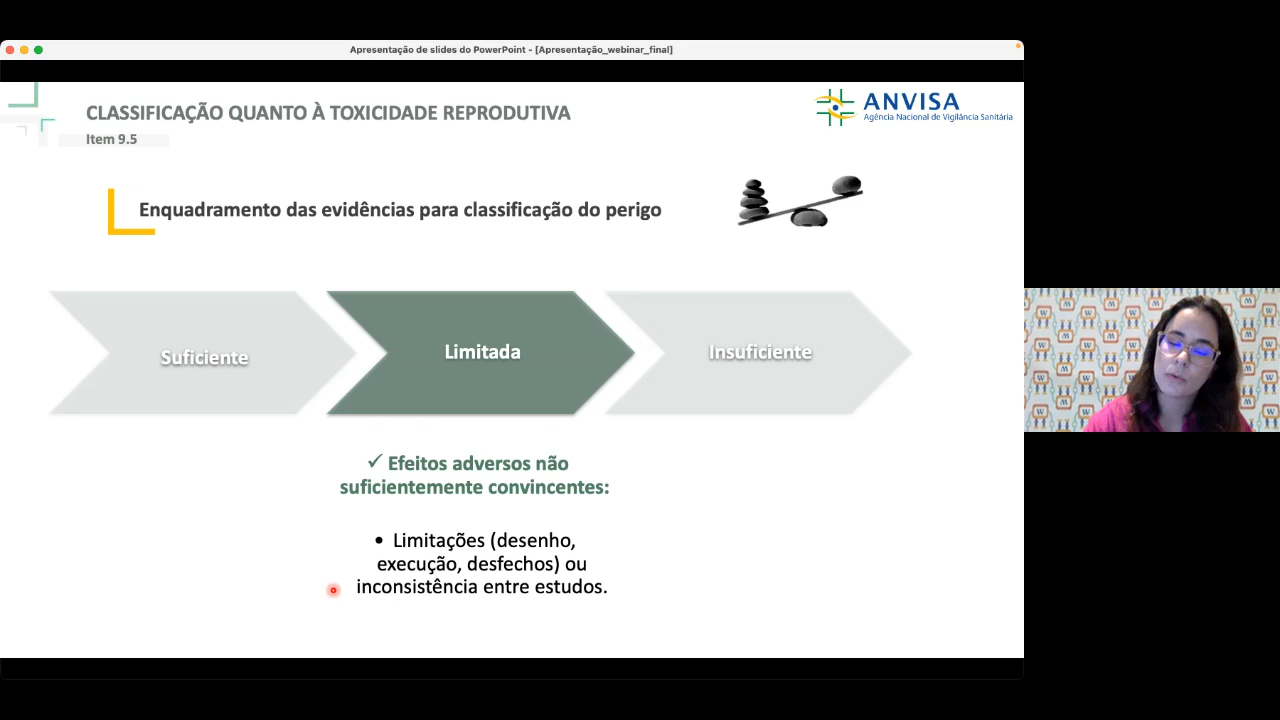 Apresentação de slides do PowerPoint - [Apresentação_webinar_final]
CLASSIFICAÇÃO QUANTO À TOXICIDADE REPRODUTIVA
Item 9.5
ANVISA
Agência Nacional de Vigilância Sanitária
Enquadramento das evidências para classificação do perigo
Suficiente
Limitada
Insuficiente
✓ Efeitos adversos não
suficientemente convincentes:
• Limitações (desenho,
execução, desfechos) ou
inconsistência entre estudos.